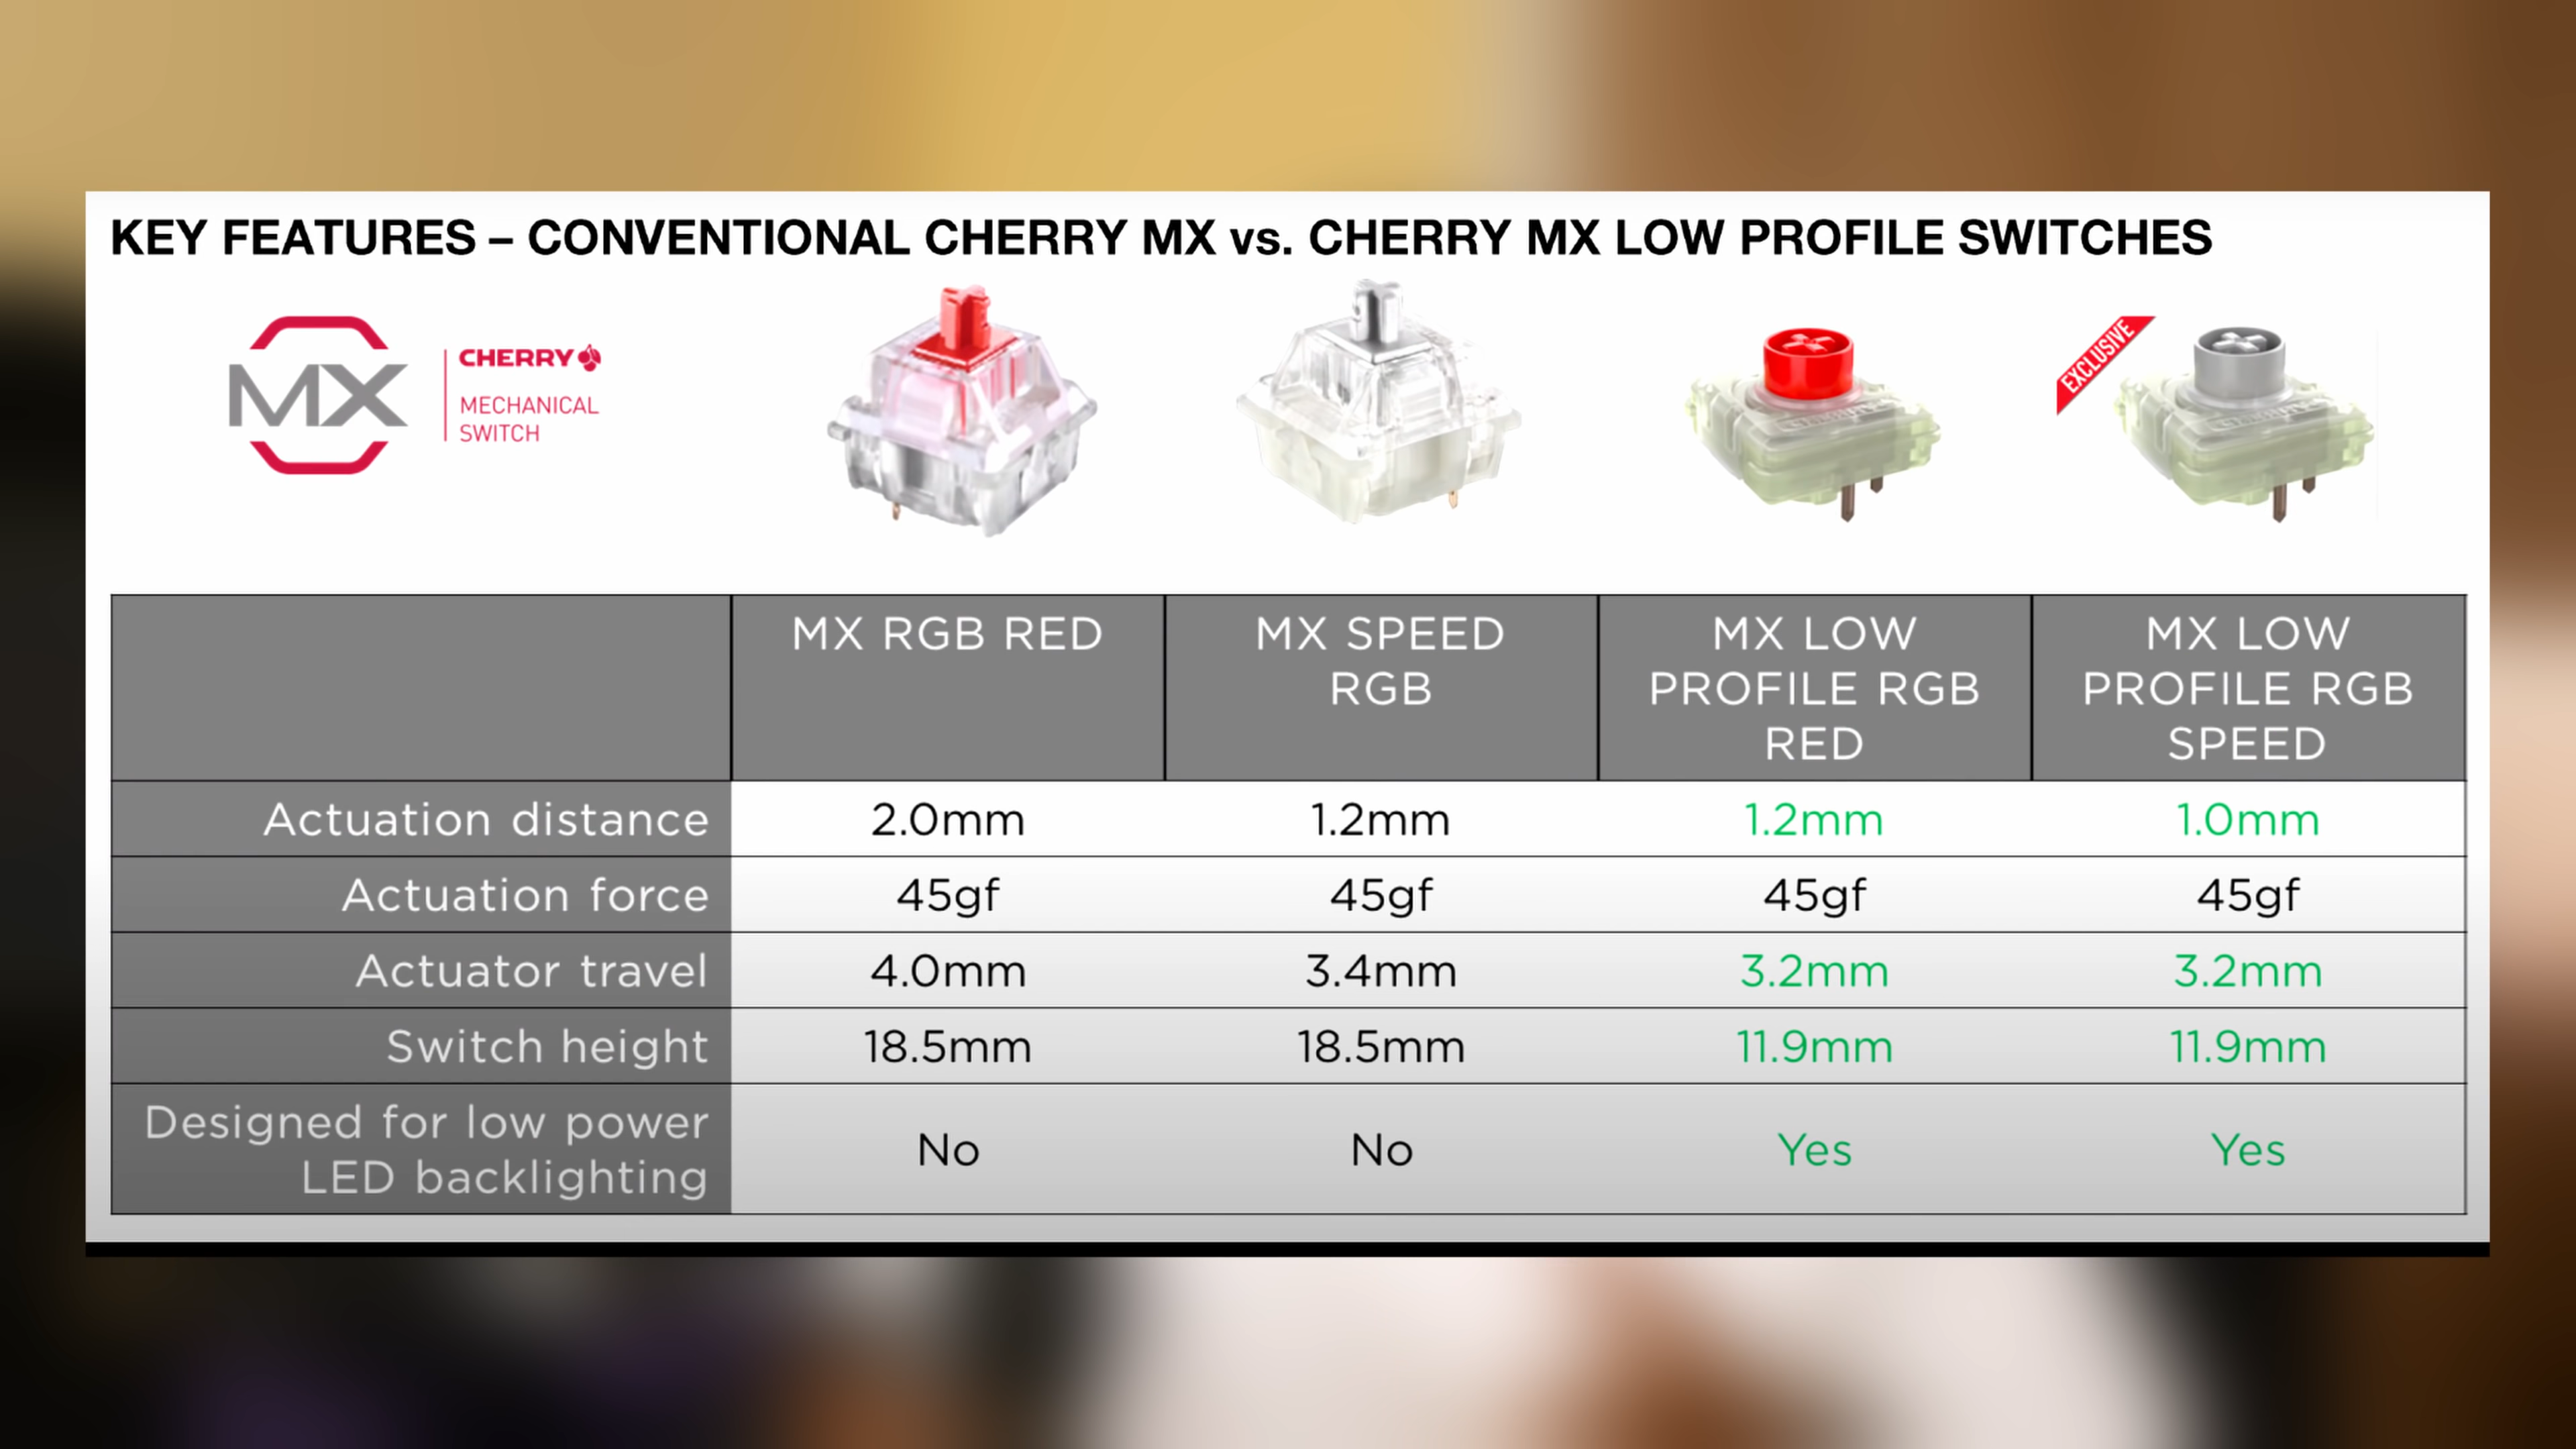 KEY FEATURES – CONVENTIONAL CHERRY MX vs. CHERRY MX LOW PROFILE SWITCHES
MX
CHERRY
MECHANICAL
SWITCH
EXCLUSIVE
MX RGB RED
MX SPEED
RGB
MX LOW
PROFILE RGB
RED
MX LOW
PROFILE RGB
SPEED
Actuation distance 2.0mm 1.2mm 1.2mm 1.0mm
Actuation force 45gf 45gf 45gf 45gf
Actuator travel 4.0mm 3.4mm 3.2mm 3.2mm
Switch height 18.5mm 18.5mm 11.9mm 11.9mm
Designed for low power
LED backlighting No No Yes Yes